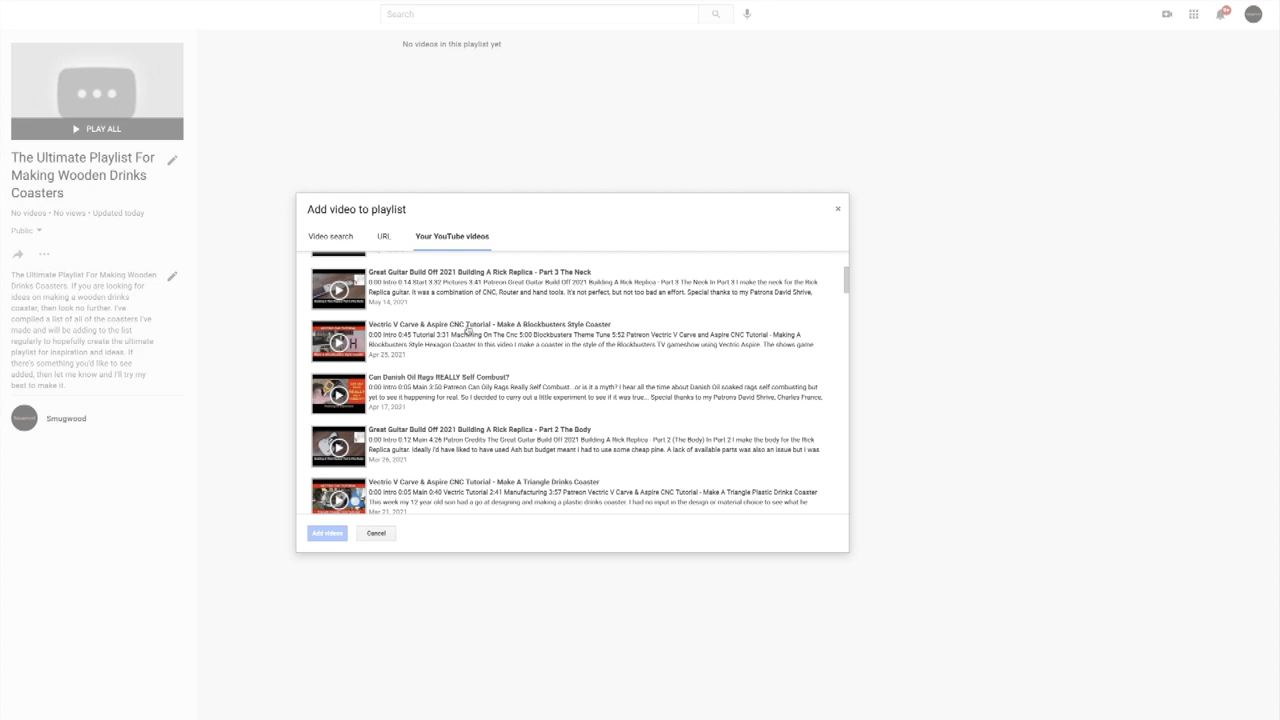 Search
9+
No videos in this playlist yet
PLAY ALL
The Ultimate Playlist For
Making Wooden Drinks
Coasters
No videos • No views • Updated today
Public
The Ultimate Playlist For Making Wooden
Drinks Coasters. If you are looking for
ideas on making a wooden drinks
coaster, then look no further. I've
compiled a list of all of the coasters I've
made and will be adding to the list
regularly to hopefully create the ultimate
playlist for inspiration and ideas. If
there's something you'd like to see
added, then let me know and I'll try my
best to make it.
Smugwood
Add video to playlist
Video search
URL
Your YouTube videos
Great Guitar Build Off 2021 Building A Rick Replica - Part 3 The Neck
0:00 Intro 0:14 Start 3:32 Pictures 3:41 Patreon Great Guitar Build Off 2021 Building A Rick Replica - Part 3 The Neck In Part 3 I make the neck for the Rick
Replica guitar. It was a combination of CNC, Router and hand tools. It's not perfect, but not too bad an effort. Special thanks to my Patrons David Shrive,
May 14, 2021
Vectric V Carve & Aspire CNC Tutorial - Make A Blockbusters Style Coaster
0:00 Intro 0:45 Tutorial 3:31 Machining On The Cnc 5:00 Blockbusters Theme Tune 5:52 Patreon Vectric V Carve and Aspire CNC Tutorial - Making A
Blockbusters Style Hexagon Coaster In this video I make a coaster in the style of the Blockbusters TV gameshow using Vectric Aspire. The shows game
Apr 25, 2021
Can Danish Oil Rags REALLY Self Combust?
0:00 Intro 0:05 Main 3:50 Patreon Can Oily Rags Really Self Combust...or is it a myth? I hear all the time about Danish Oil soaked rags self combusting but
yet to see it happening for real. So I decided to carry out a little experiment to see if it was true... Special thanks to my Patrons David Shrive, Charles France,
Apr 17, 2021
Great Guitar Build Off 2021 Building A Rick Replica - Part 2 The Body
0:00 Intro 0:12 Main 4:26 Patron Credits The Great Guitar Build Off 2021 Building A Rick Replica - Part 2 (The Body) In Part 2 I make the body for the Rick
Replica guitar. Ideally I'd have liked to have used Ash but budget meant I had to use some cheap pine. A lack of available parts was also an issue but I was
Mar 26, 2021
Vectric V Carve & Aspire CNC Tutorial - Make A Triangle Drinks Coaster
0:00 Intro 0:05 Main 0:40 Vectric Tutorial 2:41 Manufacturing 3:57 Patreon Vectric V Carve & Aspire CNC Tutorial - Make A Triangle Plastic Drinks Coaster
This week my 12 year old son had a go at designing and making a plastic drinks coaster. I had no input in the design or material choice to see what he
Mar 21, 2021
Add videos
Cancel